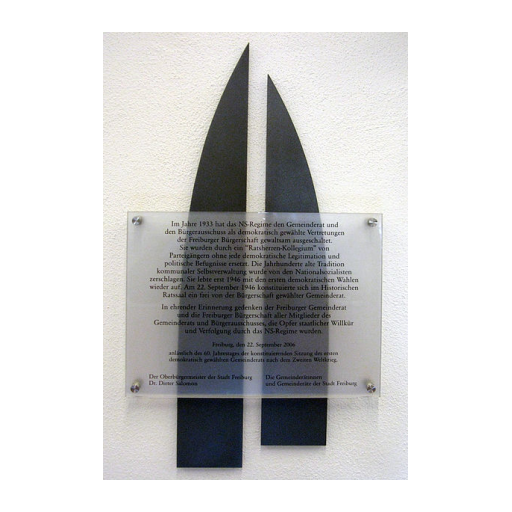 Im Jahre 1933 hat das NS-Regime den Gemeinderat und
den Bürgerausschuss als demokratisch gewählte Vertretungen
der Freiburger Bürgerschaft gewaltsam ausgeschaltet.
Sie wurden durch ein "Ratsherren-Kollegium" von
Parteigängern ohne jede demokratische Legitimation und
politische Befugnisse ersetzt. Die Jahrhunderte alte Tradition
kommunaler Selbstverwaltung wurde von den Nationalsozialisten
zerschlagen. Sie lebte erst 1946 mit den ersten demokratischen Wahlen
wieder auf. Am 22. September 1946 konstituierte sich im Historischen
Ratssaal ein frei von der Bürgerschaft gewählter Gemeinderat.
In ehrender Erinnerung gedenken der Freiburger Gemeinderat
und die Freiburger Bürgerschaft aller Mitglieder des
Gemeinderats und Bürgerausschusses, die Opfer staatlicher Willkür
und Verfolgung durch das NS-Regime wurden.
Freiburg, den 22. September 2006
anlässlich des 60. Jahrestages der konstituierenden Sitzung des ersten
demokratisch gewählten Gemeinderats nach dem Zweiten Weltkrieg.
Der Oberbürgermeister der Stadt Freiburg
Dr. Dieter Salomon
Die Gemeinderätinnen
und Gemeinderäte der Stadt Freiburg